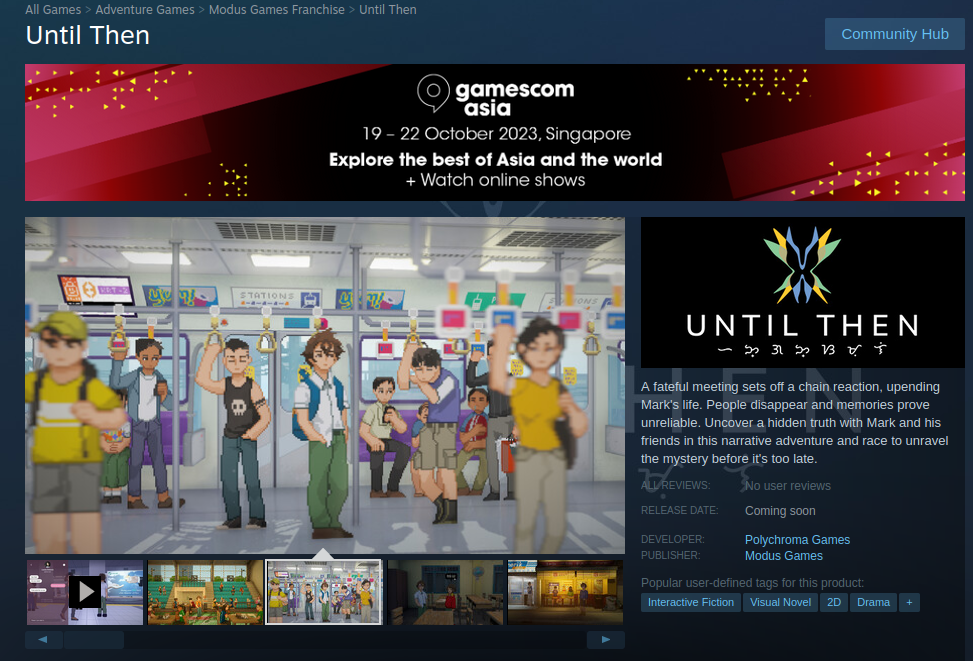 All Games > Adventure Games > Modus Games Franchise > Until Then
Until Then
Community Hub
gamescom
asia
19 – 22 October 2023, Singapore
Explore the best of Asia and the world
+ Watch online shows
STATIONS
UNTIL THEN
A fateful meeting sets off a chain reaction, upending
Mark's life. People disappear and memories prove
unreliable. Uncover a hidden truth with Mark and his
friends in this narrative adventure and race to unravel
the mystery before it's too late.
ALL REVIEWS: No user reviews
RELEASE DATE: Coming soon
DEVELOPER: Polychroma Games
PUBLISHER: Modus Games
Popular user-defined tags for this product:
Interactive Fiction Visual Novel 2D Drama +